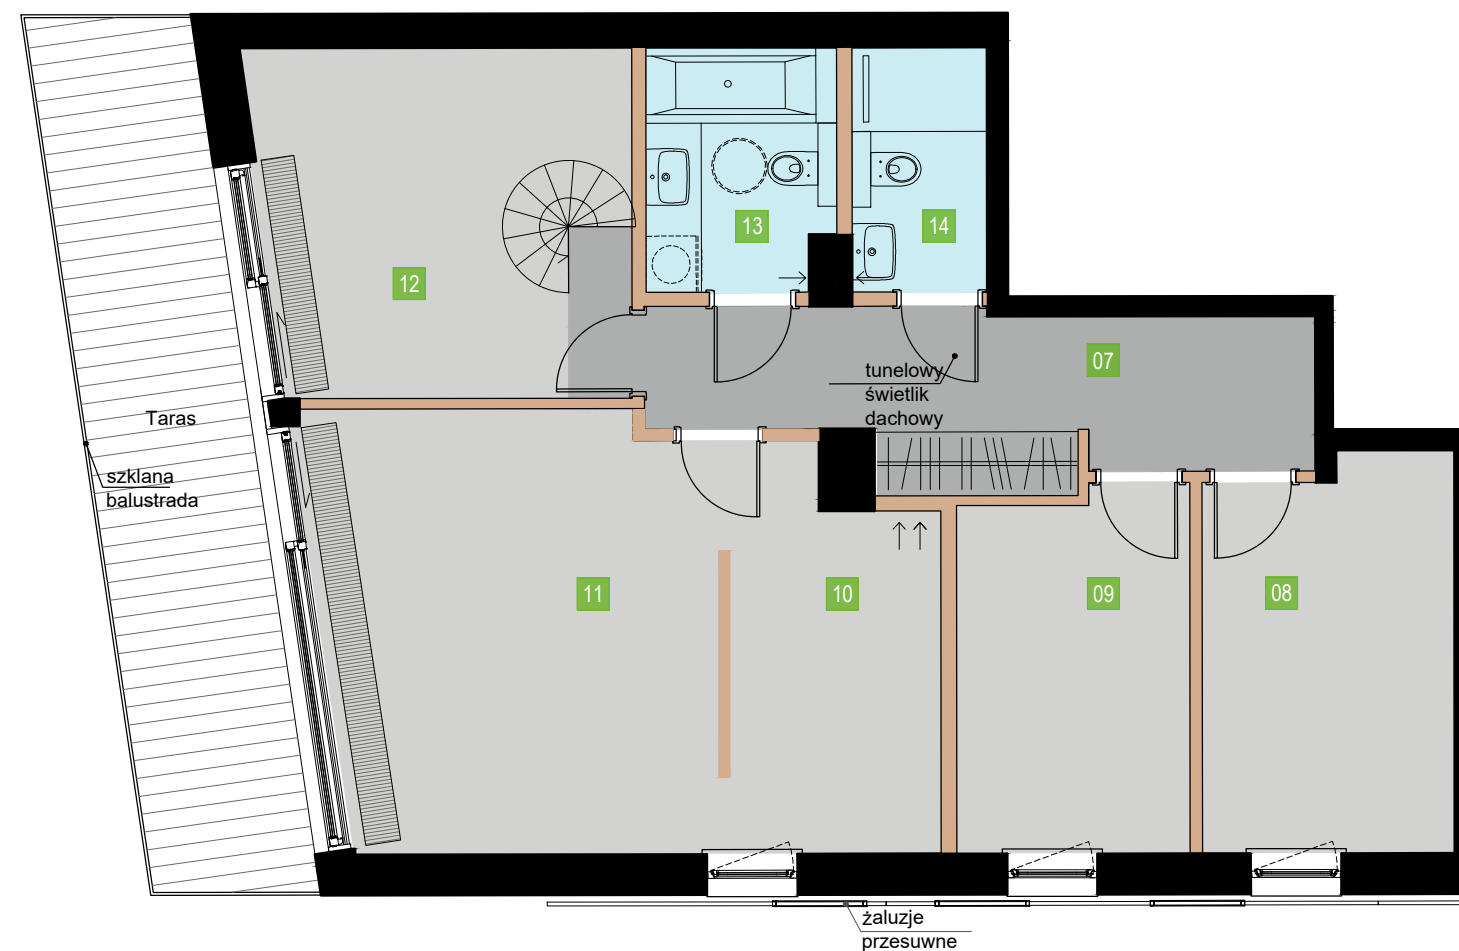 13
14
12
07
tunelowy
świetlik
dachowy
Taras
szklana
balustrada
11
10
09
08
żaluzje
przesuwne